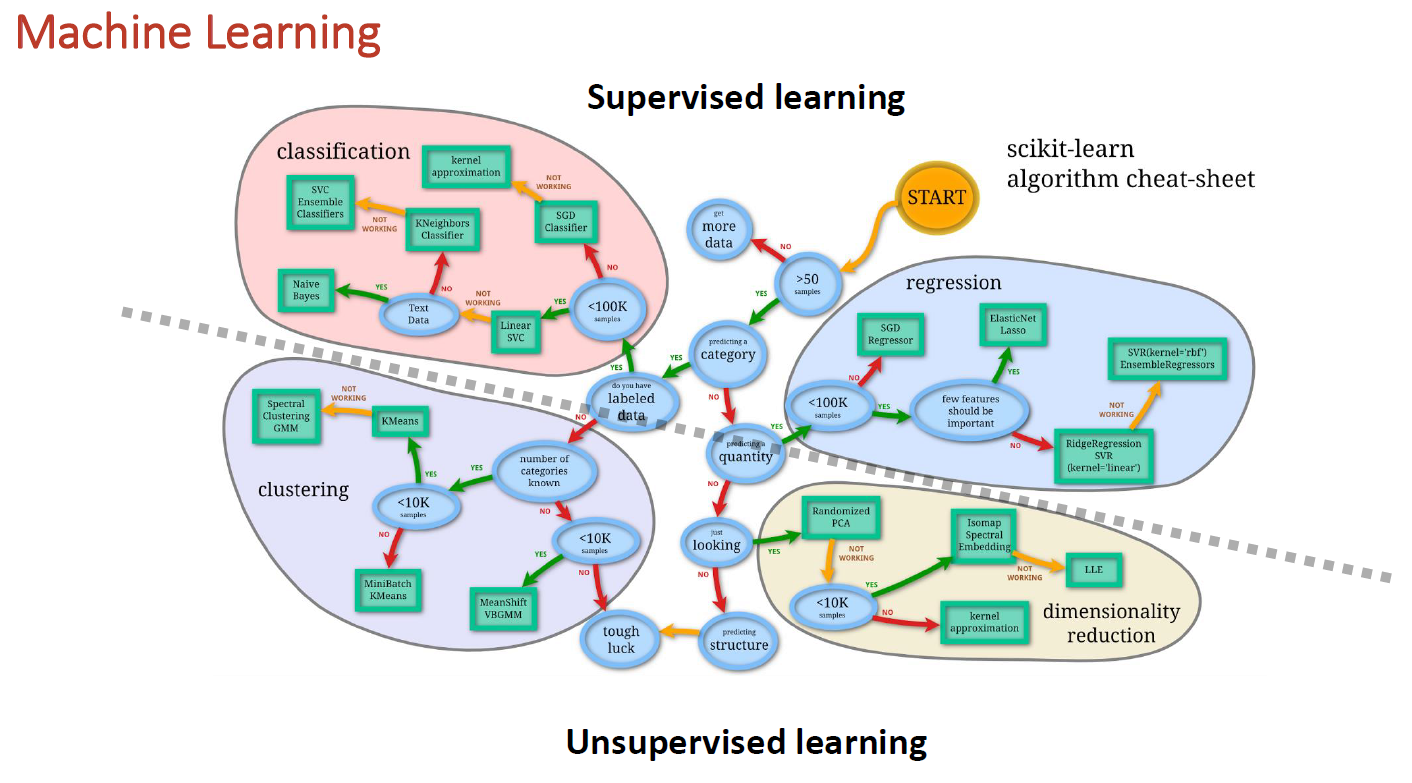 Machine Learning
Supervised learning
scikit-learn
algorithm cheat-sheet
START
classification
kernel
approximation
NOT
WORKING
SVC
Ensemble
Classifiers
NOT
WORKING
KNeighbors
Classifier
SGD
Classifier
NO
get
more
data
NO
>50
samples
YES
Naive
Bayes
YES
Text
Data
NO
NOT
WORKING
Linear
SVC
YES
<100K
samples
YES
predicting a
category
YES
NO
do you have
labeled
data
NO
predicting a
quantity
YES
NO
regression
SGD
Regressor
NO
<100K
samples
YES
ElasticNet
Lasso
YES
few features
should be
important
NO
SVR(kernel='rbf')
EnsembleRegressors
NOT
WORKING
RidgeRegression
SVR
(kernel='linear')
clustering
Spectral
Clustering
GMM
NOT
WORKING
KMeans
YES
number of
categories
known
YES
NO
<10K
samples
NO
MiniBatch
KMeans
<10K
samples
YES
NO
MeanShift
VBGMM
tough
luck
just
looking
YES
NO
predicting
structure
Randomized
PCA
NOT
WORKING
<10K
samples
YES
NO
Isomap
Spectral
Embedding
NOT
WORKING
LLE
kernel
approximation
dimensionality
reduction
Unsupervised learning